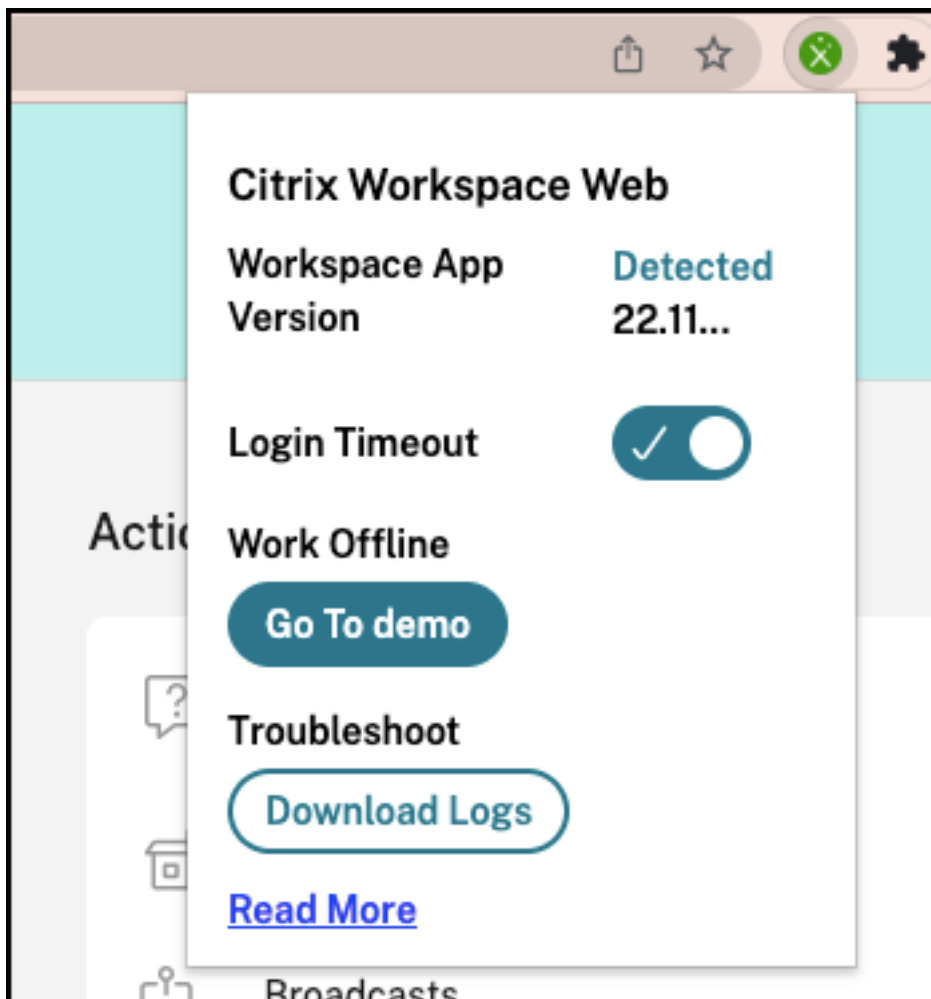 Citrix Workspace Web
Workspace App Detected
Version 22.11...
Login Timeout
Actio
Work Offline
Go To demo
?
Troubleshoot
Download Logs
Read More
Broadcasts